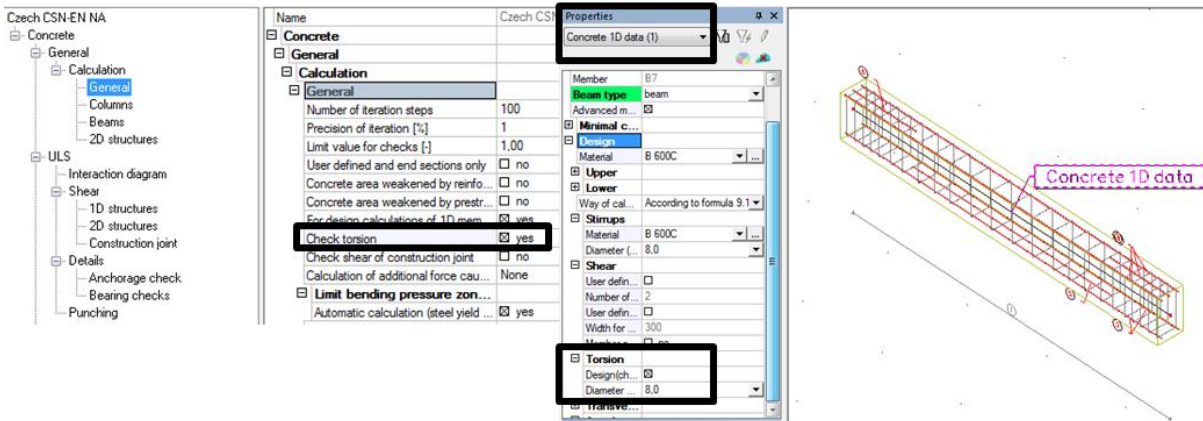 Czech CSN-EN NA
Concrete
General
Calculation
General
Columns
Beams
2D structures
ULS
Interaction diagram
Shear
1D structures
2D structures
Construction joint
Details
Anchorage check
Bearing checks
Punching
Name Czech CSN
Concrete
General
Calculation
General
Number of iteration steps 100
Precision of iteration [%] 1
Limit value for checks [-] 1,00
User defined and end sections only no
Concrete area weakened by reinfo... no
Concrete area weakened by prestr... no
For design calculations of 1D mem... yes
Check torsion yes
Check shear of construction joint no
Calculation of additional force cau... None
Limit bending pressure zon...
Automatic calculation (steel yield ... yes
Properties
Concrete 1D data (1)
Member B7
Beam type beam
Advanced m...
Minimal c...
Design
Material B 600C
Upper
Lower
Way of cal... According to formula 9.1
Stirrups
Material B 600C
Diameter (... 8,0
Shear
User defin...
Number of... 2
User defin...
Width for ... 300
Torsion
Design(ch...
Diameter ... 8,0
Transve...
Concrete 1D data